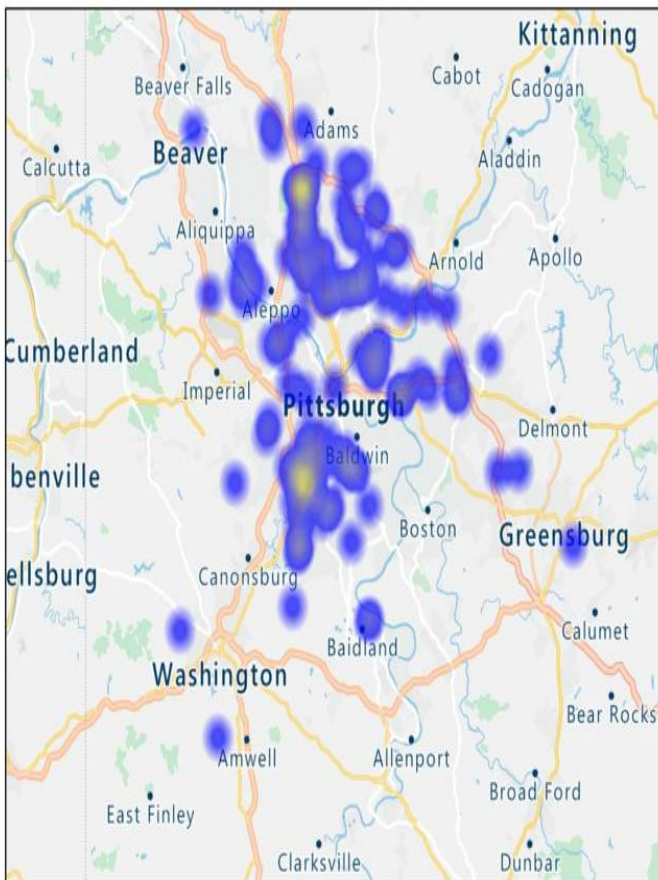 Kittanning
Cabot
Cadogan
Beaver Falls
Adams
Beaver
Aladdin
Calcutta
Aliquippa
Arnold
Apollo
Aleppo
Cumberland
Imperial
Pittsburgh
Delmont
Baldwin
benville
Boston
Greensburg
ellsburg
Canonsburg
Calumet
Baidland
Washington
Bear Rocks
Amwell
Allenport
East Finley
Broad Ford
Clarksville
Dunbar